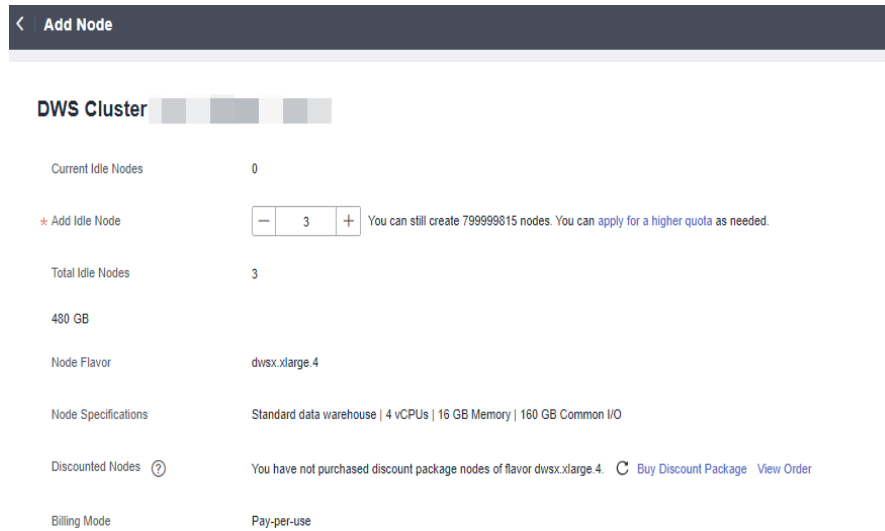 Add Node
DWS Cluster
Current Idle Nodes 0
* Add Idle Node − 3 + You can still create 799999815 nodes. You can apply for a higher quota as needed.
Total Idle Nodes 3
480 GB
Node Flavor dwsx.xlarge.4
Node Specifications Standard data warehouse | 4 vCPUs | 16 GB Memory | 160 GB Common I/O
Discounted Nodes ? You have not purchased discount package nodes of flavor dwsx.xlarge.4. Buy Discount Package View Order
Billing Mode Pay-per-use